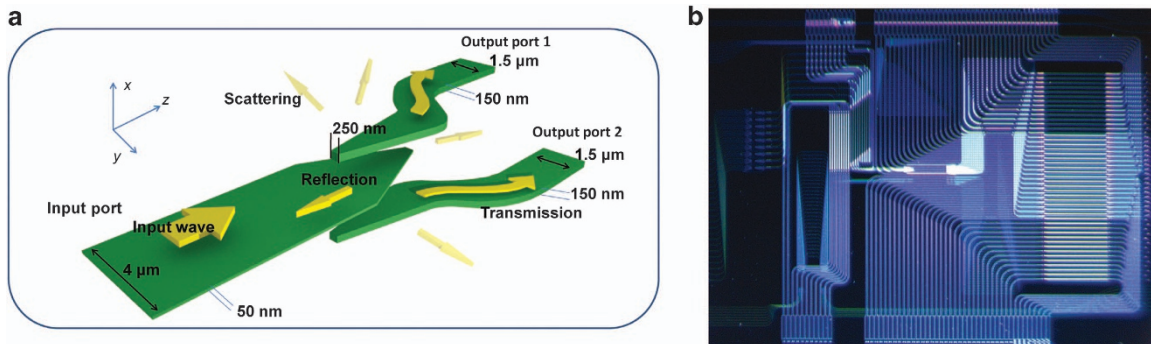 a
b
Output port 1
1.5 µm
Scattering
150 nm
x
z
y
250 nm
Output port 2
1.5 µm
Reflection
150 nm
Input port
Input wave
Transmission
4 µm
50 nm